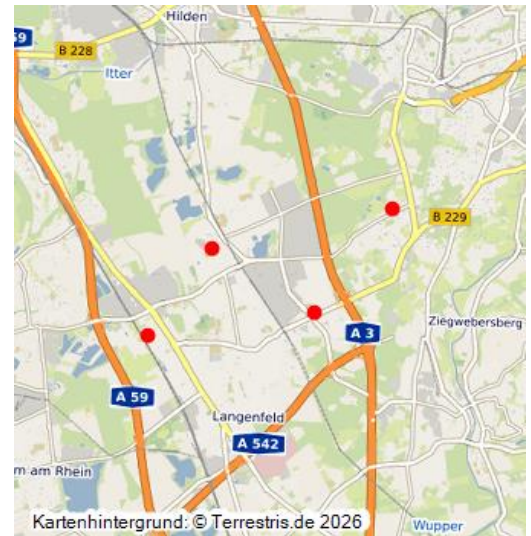 Hilden
59
B 228
Itter
B 229
A 3
Ziegwebersberg
A 59
Langenfeld
A 542
m am Rhein
Kartenhintergrund: © Terrestris.de 2026
Wupper